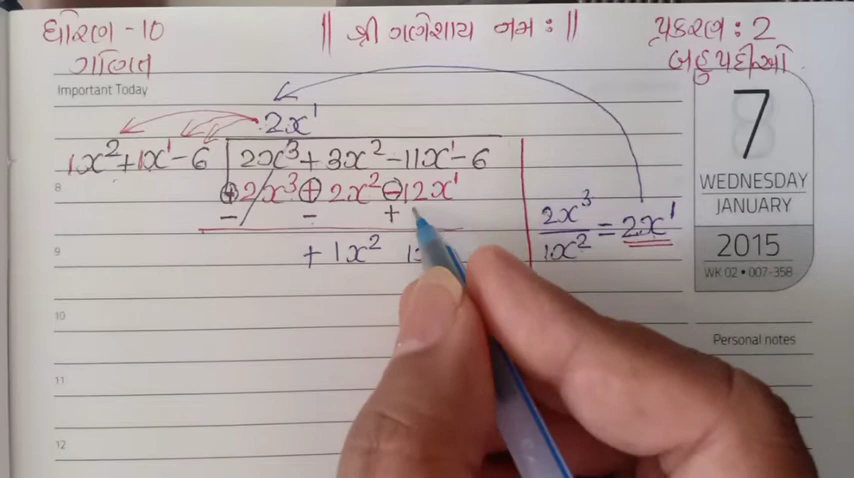 ધોરણ - 10 || શ્રી ગણેશાય નમ: || પ્રકરણ : 2
ગણિત બહુપદીઓ
Important Today
7
WEDNESDAY
JANUARY
2015
WK 02 • 007-358
Personal notes
2x¹
1x² + 1x¹ - 6 2x³ + 3x² - 11x¹ - 6
8 ⊕ 2x³ ⊕ 2x² ⊖ 12x¹
- - +
9 + 1x²
2x³/1x² = 2x¹
10
11
12